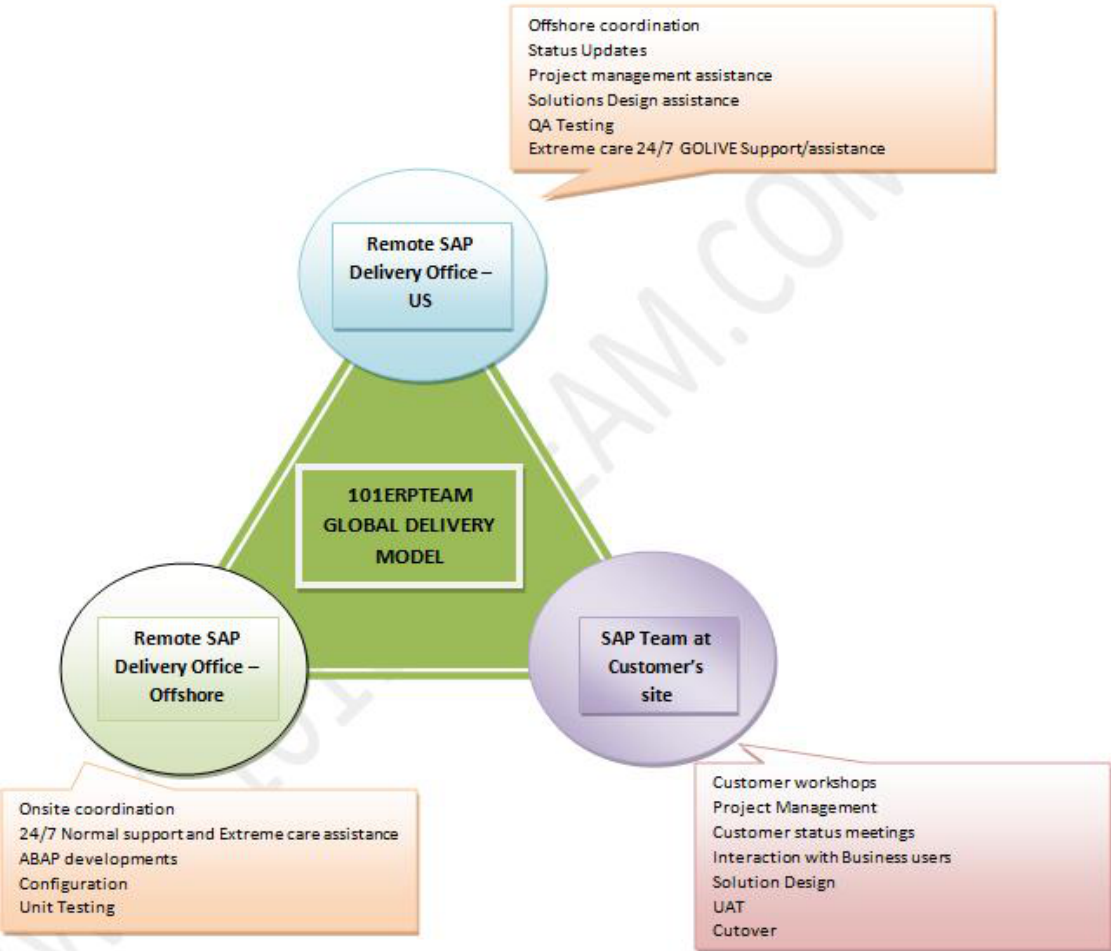 Offshore coordination
Status Updates
Project management assistance
Solutions Design assistance
QA Testing
Extreme care 24/7 GOLIVE Support/assistance
Remote SAP
Delivery Office –
US
101ERPTEAM
GLOBAL DELIVERY
MODEL
Remote SAP
Delivery Office –
Offshore
SAP Team at
Customer's
site
Onsite coordination
24/7 Normal support and Extreme care assistance
ABAP developments
Configuration
Unit Testing
Customer workshops
Project Management
Customer status meetings
Interaction with Business users
Solution Design
UAT
Cutover